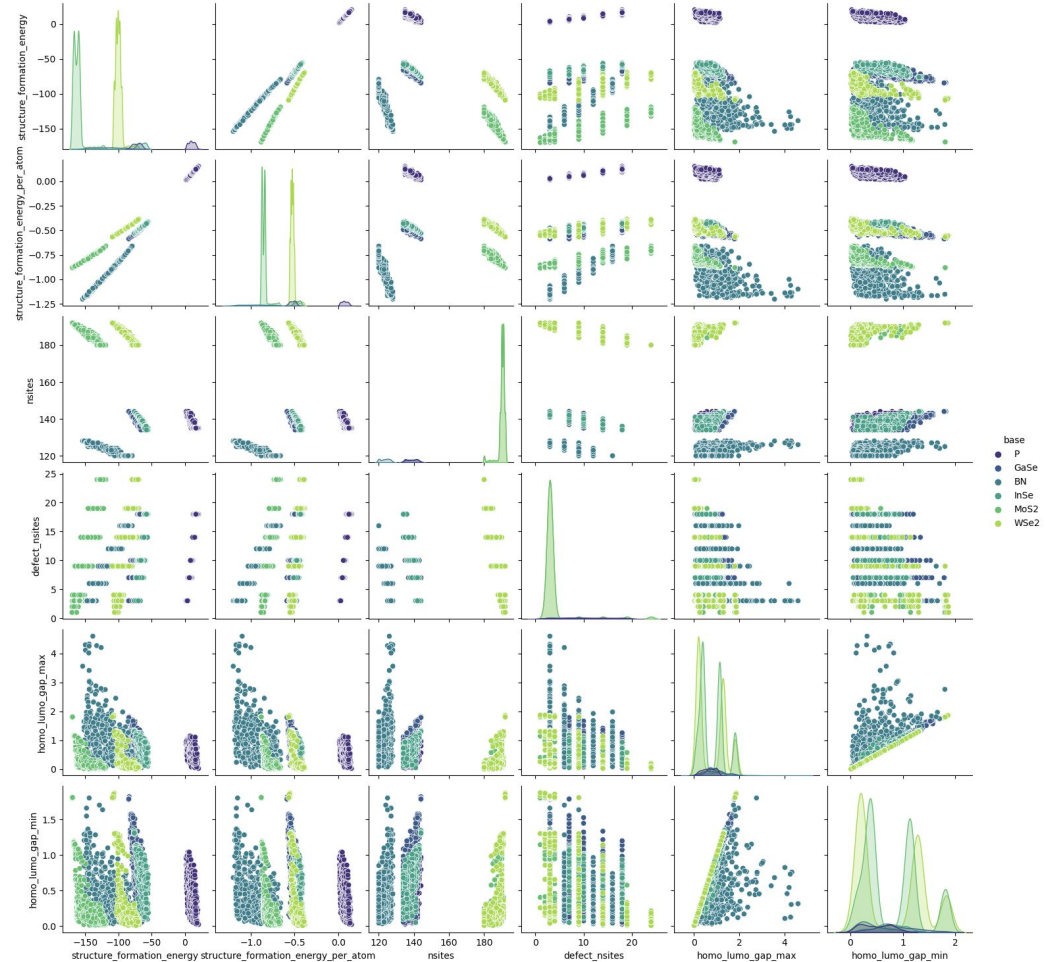 structure_formation_energy
0
−50
−100
−150
structure_formation_energy_per_atom
0.00
−0.25
−0.50
−0.75
−1.00
−1.25
nsites
180
160
140
120
defect_nsites
25
20
15
10
5
0
homo_lumo_gap_max
4
3
2
1
0
homo_lumo_gap_min
1.5
1.0
0.5
0.0
−150 −100 −50 0
structure_formation_energy
−1.0 −0.5 0.0
structure_formation_energy_per_atom
120 140 160 180
nsites
0 10 20
defect_nsites
0 2 4
homo_lumo_gap_max
0 1 2
homo_lumo_gap_min
base
P
GaSe
BN
InSe
MoS2
WSe2